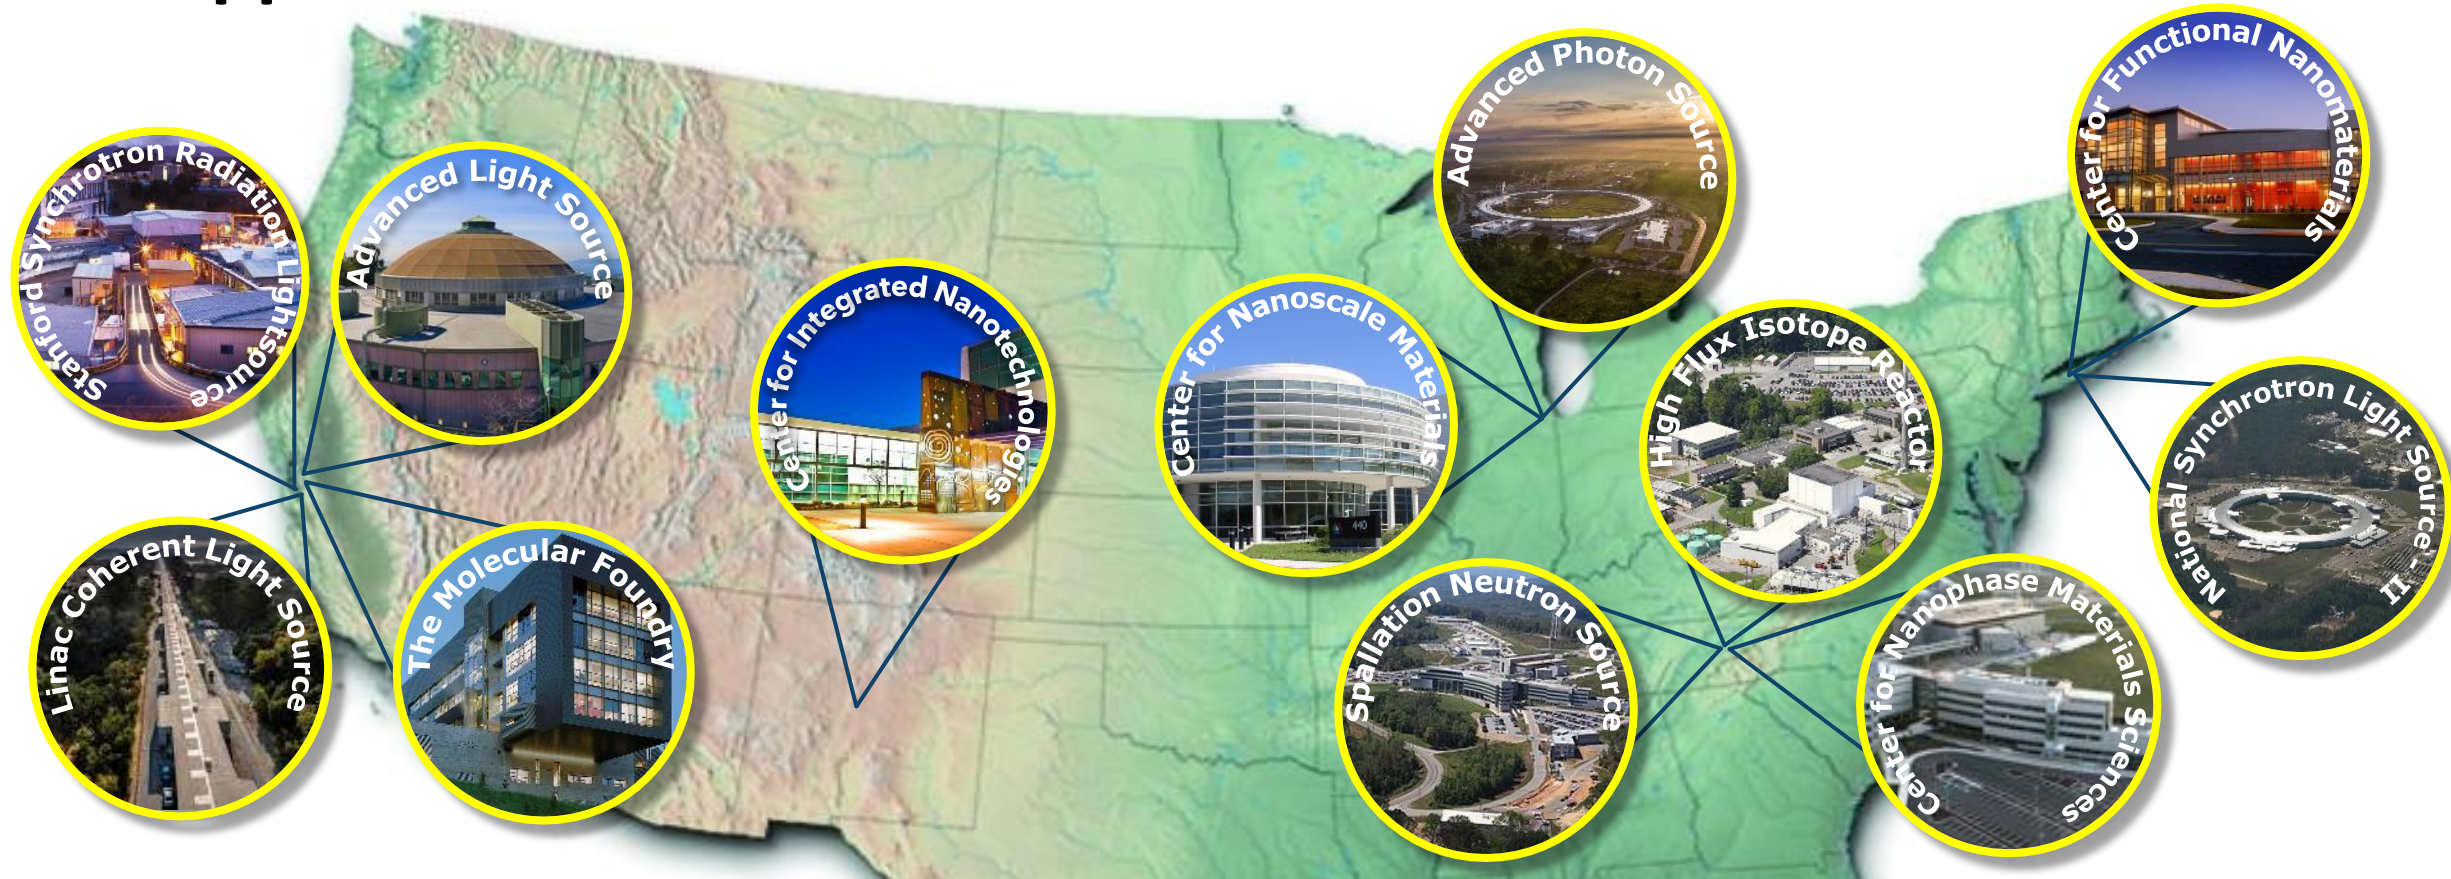 Stanford Synchrotron Radiation Lightsource
Advanced Light Source
Linac Coherent Light Source
The Molecular Foundry
Center for Integrated Nanotechnologies
Center for Nanoscale Materials
440
Advanced Photon Source
High Flux Isotope Reactor
Spallation Neutron Source
Center for Nanophase Materials Sciences
Center for Functional Nanomaterials
National Synchrotron Light Source- II